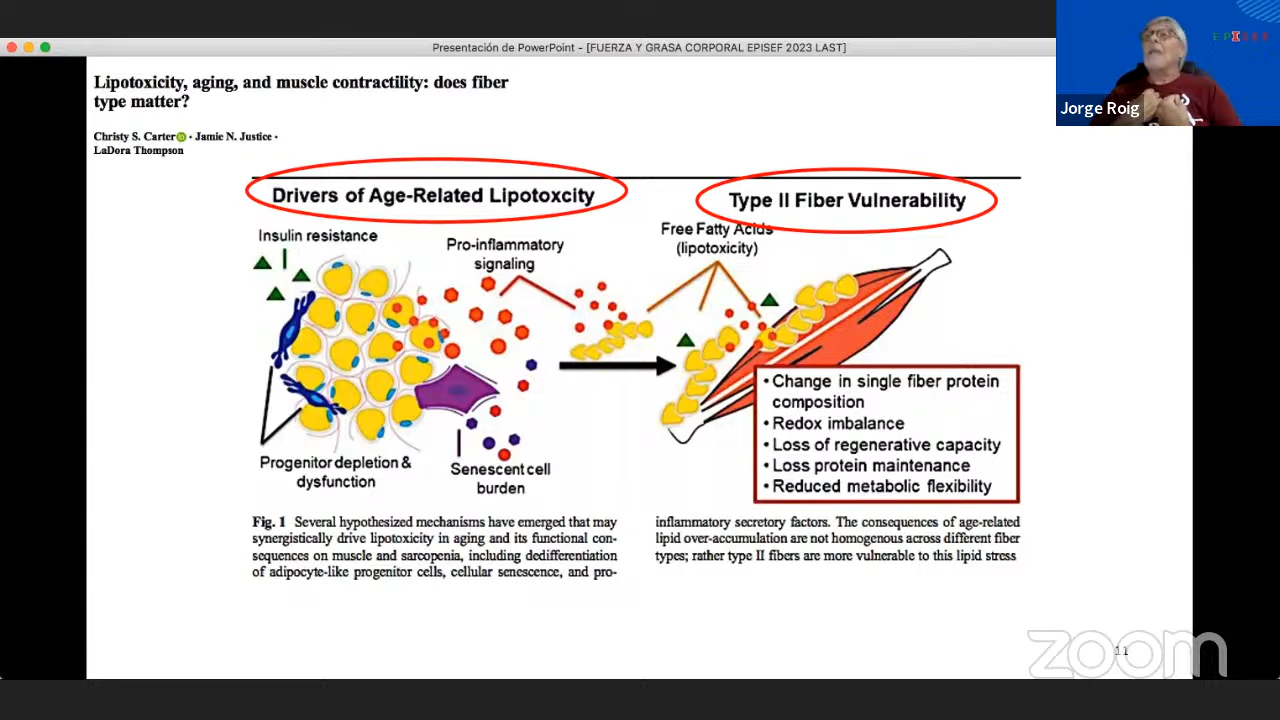 Presentación de PowerPoint - [FUERZA Y GRASA CORPORAL EPISEF 2023 LAST]
EPISEF
Jorge Roig
Lipotoxicity, aging, and muscle contractility: does fiber
type matter?
Christy S. Carter · Jamie N. Justice ·
LaDora Thompson
Drivers of Age-Related Lipotoxcity
Type II Fiber Vulnerability
Insulin resistance
Pro-inflammatory
signaling
Free Fatty Acids
(lipotoxicity)
Progenitor depletion &
dysfunction
Senescent cell
burden
• Change in single fiber protein
composition
• Redox imbalance
• Loss of regenerative capacity
• Loss protein maintenance
• Reduced metabolic flexibility
Fig. 1 Several hypothesized mechanisms have emerged that may
synergistically drive lipotoxicity in aging and its functional con-
sequences on muscle and sarcopenia, including dedifferentiation
of adipocyte-like progenitor cells, cellular senescence, and pro-
inflammatory secretory factors. The consequences of age-related
lipid over-accumulation are not homogenous across different fiber
types; rather type II fibers are more vulnerable to this lipid stress
11
zoom